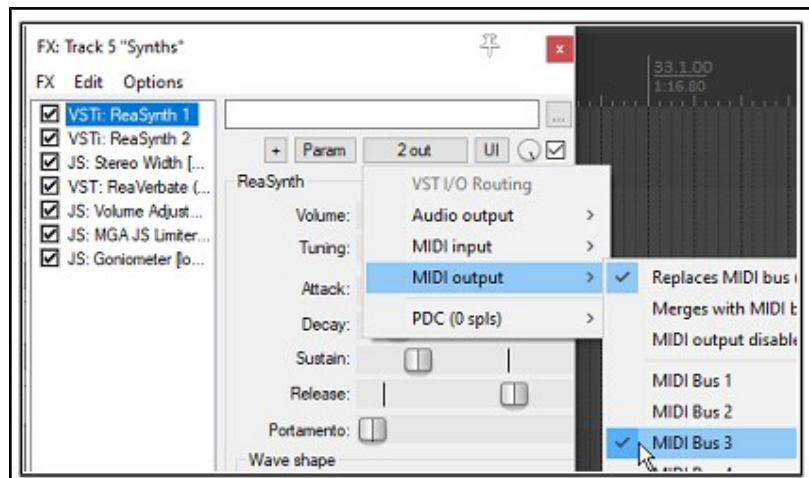 FX: Track 5 "Synths"
FX Edit Options
VSTi: ReaSynth 1
VSTi: ReaSynth 2
JS: Stereo Width [...
VST: ReaVerbate (...
JS: Volume Adjust...
JS: MGA JS Limiter...
JS: Goniometer [lo...
...
+ Param 2 out UI
ReaSynth
Volume:
Tuning:
Attack:
Decay:
Sustain:
Release:
Portamento:
Wave shape
VST I/O Routing
Audio output >
MIDI input >
MIDI output >
PDC (0 spls) >
Replaces MIDI bus
Merges with MIDI
MIDI output
MIDI Bus 1
MIDI Bus 2
MIDI Bus 3
33.1.00
1:16.80